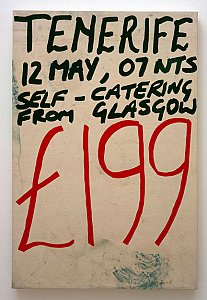 TENERIFE
12 MAY, 07 NTS
SELF - CATERING
FROM GLASGOW
£199